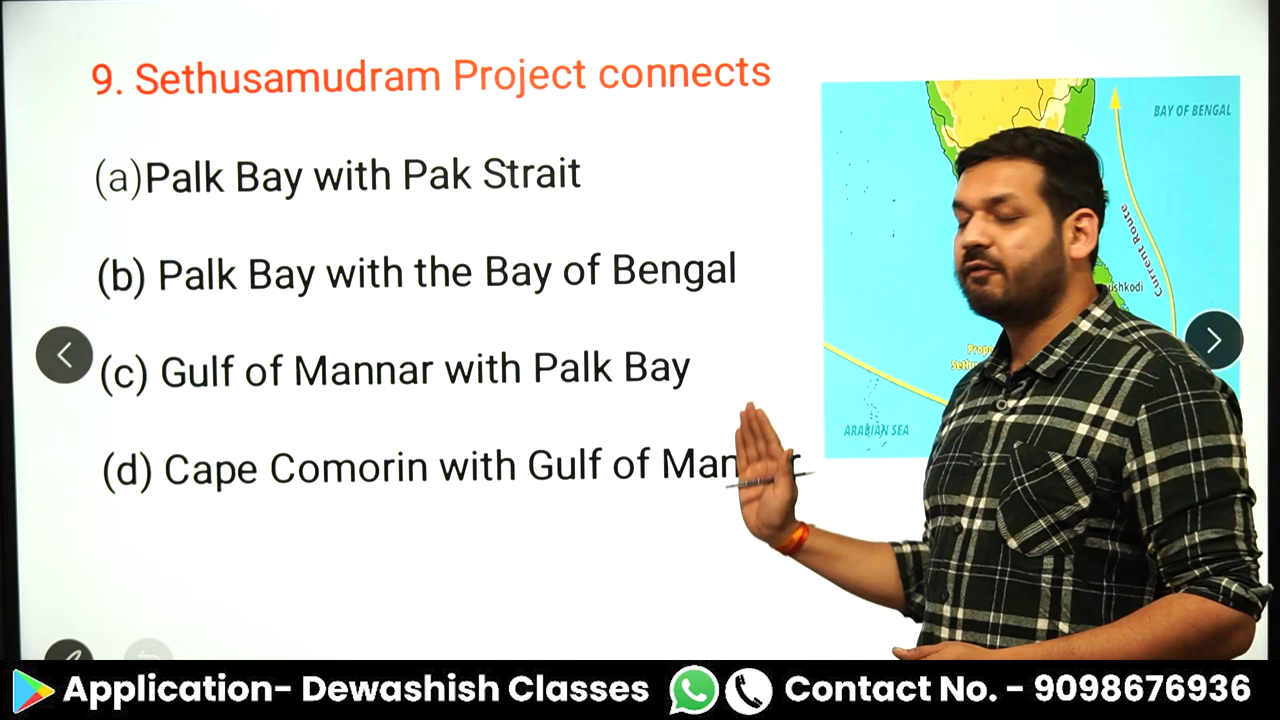 9. Sethusamudram Project connects
(a)Palk Bay with Pak Strait
(b) Palk Bay with the Bay of Bengal
(c) Gulf of Mannar with Palk Bay
(d) Cape Comorin with Gulf of
BAY OF BENGAL
Current Route
ARABIAN SEA
Application- Dewashish Classes
Contact No. - 9098676936